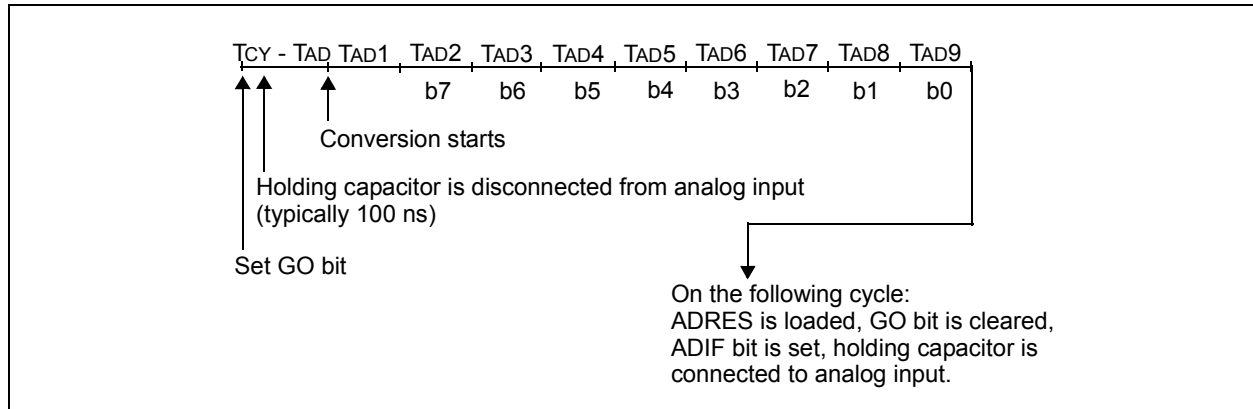 TCY - TAD TAD1 TAD2 TAD3 TAD4 TAD5 TAD6 TAD7 TAD8 TAD9
b7 b6 b5 b4 b3 b2 b1 b0
Conversion starts
Holding capacitor is disconnected from analog input
(typically 100 ns)
Set GO bit
On the following cycle:
ADRES is loaded, GO bit is cleared,
ADIF bit is set, holding capacitor is
connected to analog input.